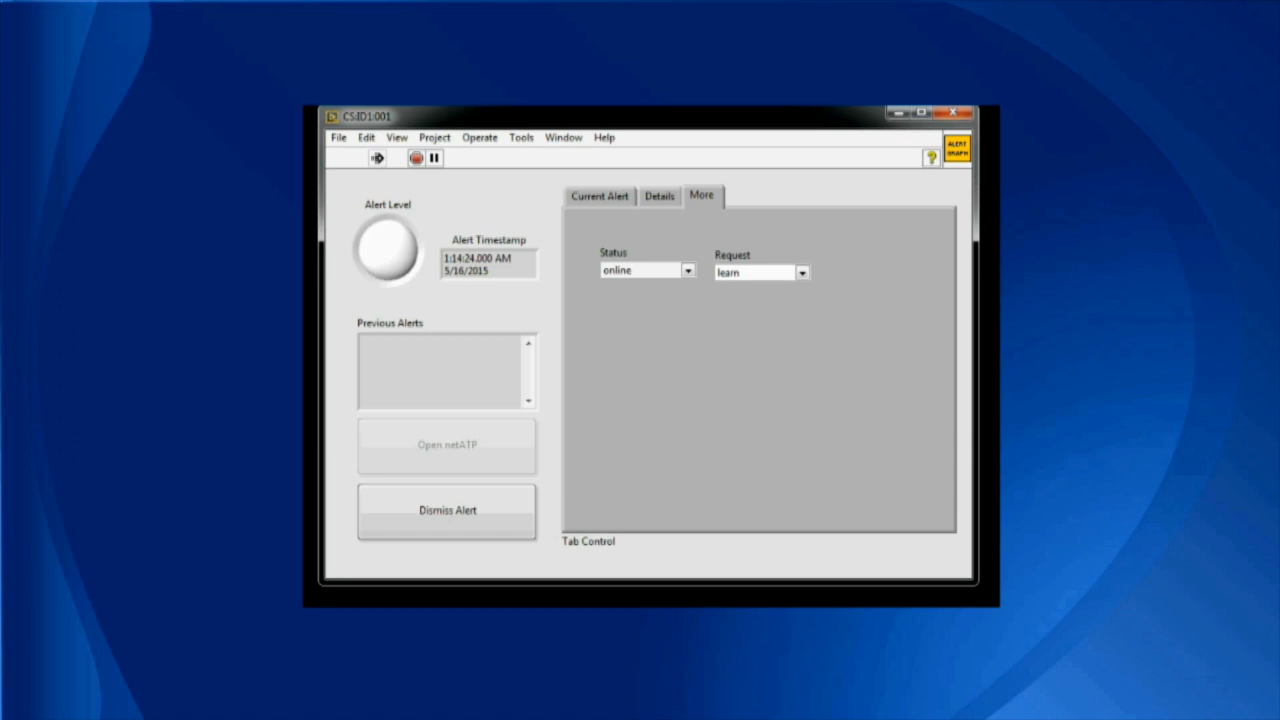 CS:ID1:001
File Edit View Project Operate Tools Window Help
ALERT
GRAPH
Alert Level
Alert Timestamp
1:14:24.000 AM
5/16/2015
Previous Alerts
Open netATP
Dismiss Alert
Current Alert Details More
Status
online
Request
learn
Tab Control